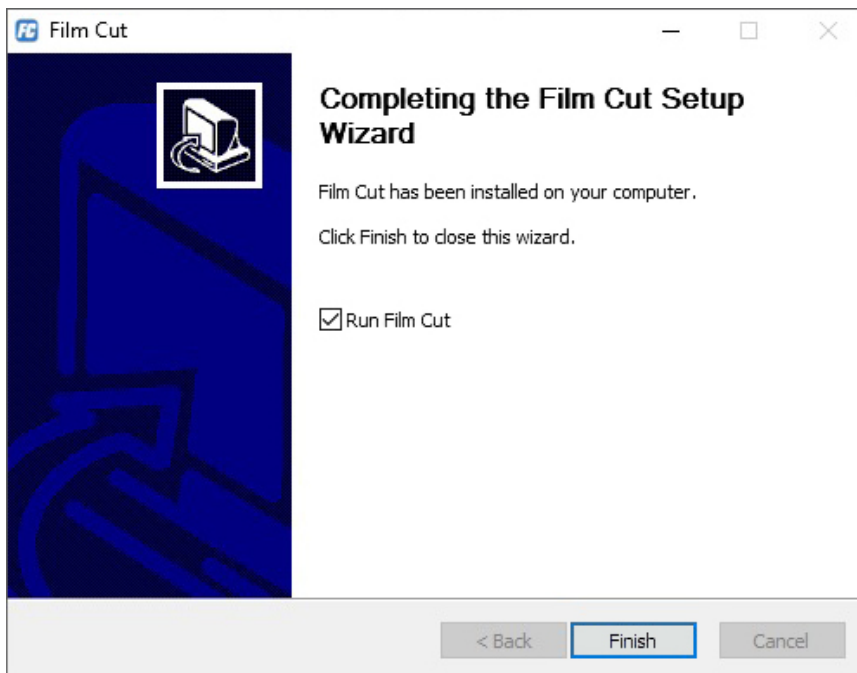 FC Film Cut
Completing the Film Cut Setup
Wizard
Film Cut has been installed on your computer.
Click Finish to close this wizard.
Run Film Cut
< Back Finish Cancel